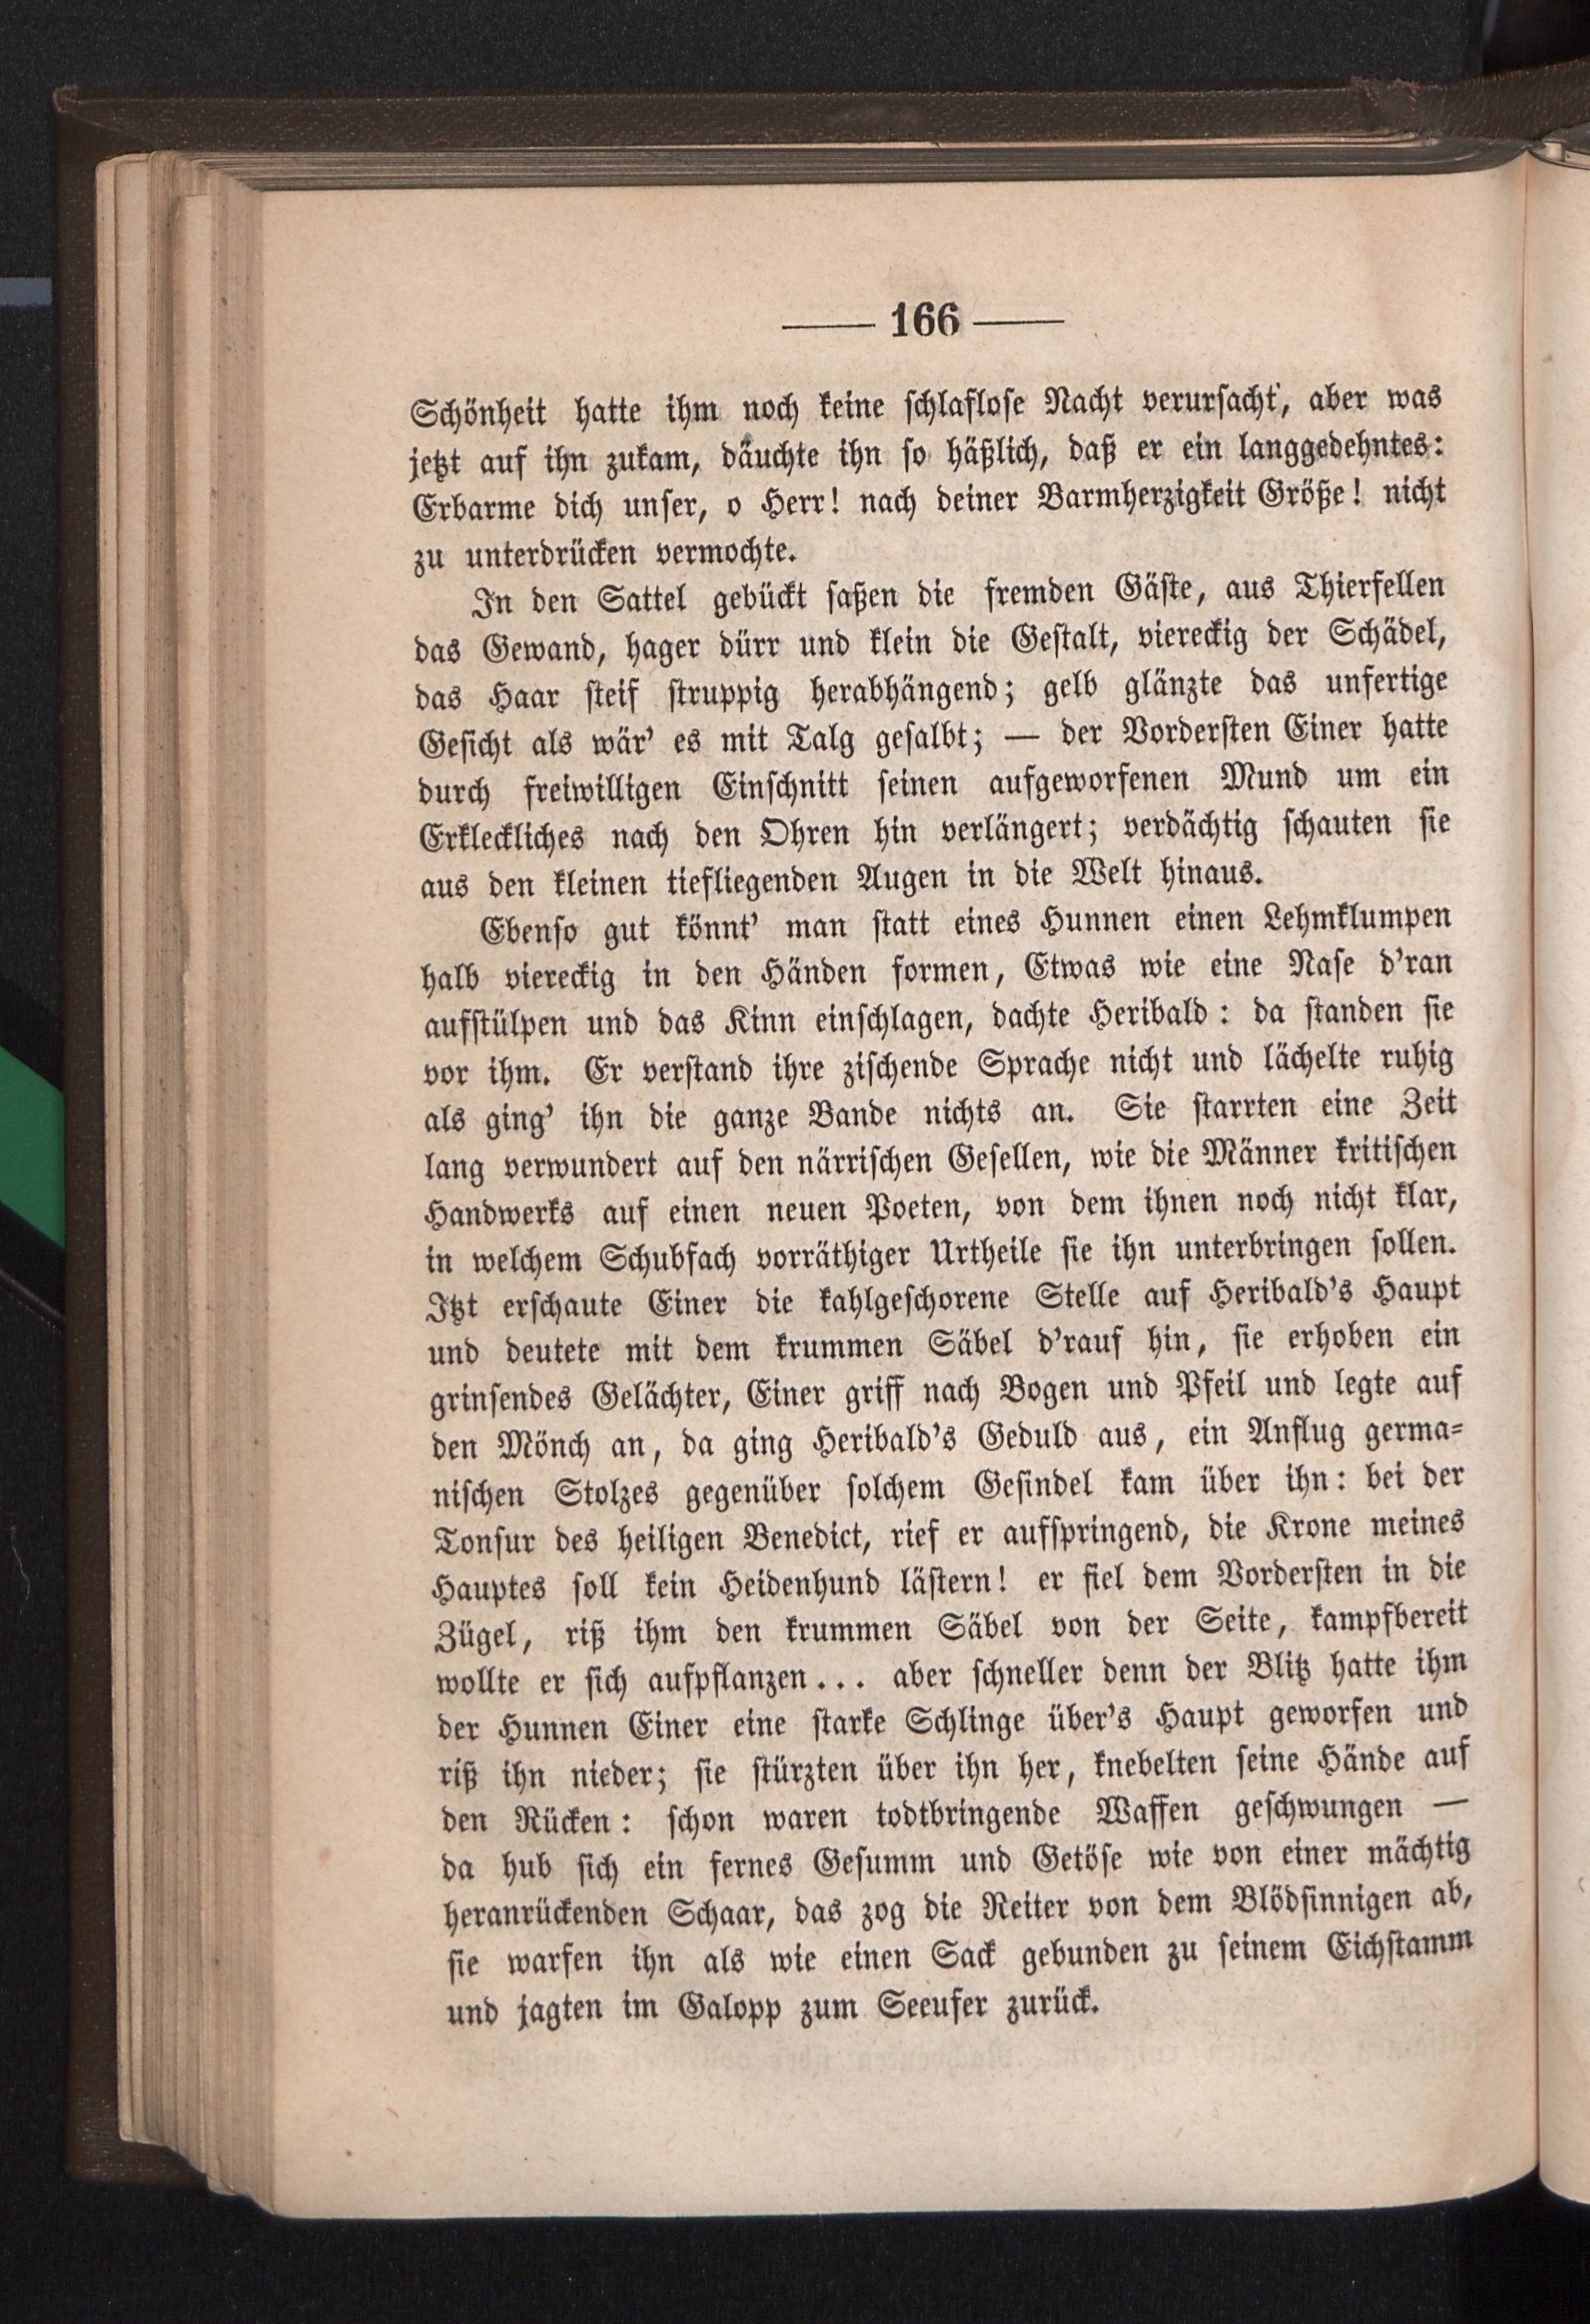 — 166 —
Schönheit hatte ihm noch keine schlaflose Nacht verursacht, aber was
jetzt auf ihn zukam, däuchte ihn so häßlich, daß er ein langgedehntes:
Erbarme dich unser, o Herr! nach deiner Barmherzigkeit Größe! nicht
zu unterdrücken vermochte.
In den Sattel gebückt saßen die fremden Gäste, aus Thierfellen
das Gewand, hager dürr und klein die Gestalt, viereckig der Schädel,
das Haar steif struppig herabhängend; gelb glänzte das unfertige
Gesicht als wär' es mit Talg gesalbt; — der Vordersten Einer hatte
durch freiwilligen Einschnitt seinen aufgeworfenen Mund um ein
Erkleckliches nach den Ohren hin verlängert; verdächtig schauten sie
aus den kleinen tiefliegenden Augen in die Welt hinaus.
Ebenso gut könnt' man statt eines Hunnen einen Lehmklumpen
halb viereckig in den Händen formen, Etwas wie eine Nase d'ran
aufstülpen und das Kinn einschlagen, dachte Heribald: da standen sie
vor ihm. Er verstand ihre zischende Sprache nicht und lächelte ruhig
als ging' ihn die ganze Bande nichts an. Sie starrten eine Zeit
lang verwundert auf den närrischen Gesellen, wie die Männer kritischen
Handwerks auf einen neuen Poeten, von dem ihnen noch nicht klar,
in welchem Schubfach vorräthiger Urtheile sie ihn unterbringen sollen.
Itzt erschaute Einer die kahlgeschorene Stelle auf Heribald's Haupt
und deutete mit dem krummen Säbel d'rauf hin, sie erhoben ein
grinsendes Gelächter, Einer griff nach Bogen und Pfeil und legte auf
den Mönch an, da ging Heribald's Geduld aus, ein Anflug germa-
nischen Stolzes gegenüber solchem Gesindel kam über ihn: bei der
Tonsur des heiligen Benedict, rief er aufspringend, die Krone meines
Hauptes soll kein Heidenhund lästern! er fiel dem Vordersten in die
Zügel, riß ihm den krummen Säbel von der Seite, kampfbereit
wollte er sich aufpflanzen... aber schneller denn der Blitz hatte ihm
der Hunnen Einer eine starke Schlinge über's Haupt geworfen und
riß ihn nieder; sie stürzten über ihn her, knebelten seine Hände auf
den Rücken: schon waren todtbringende Waffen geschwungen —
da hub sich ein fernes Gesumm und Getöse wie von einer mächtig
heranrückenden Schaar, das zog die Reiter von dem Blödsinnigen ab,
sie warfen ihn als wie einen Sack gebunden zu seinem Eichstamm
und jagten im Galopp zum Seeufer zurück.